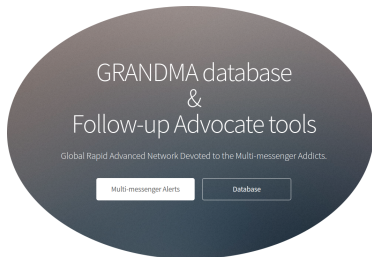 GRANDMA database
&
Follow-up Advocate tools
Global Rapid Advanced Network Devoted to the Multi-messenger Addicts.
Multi-messenger Alerts
Database